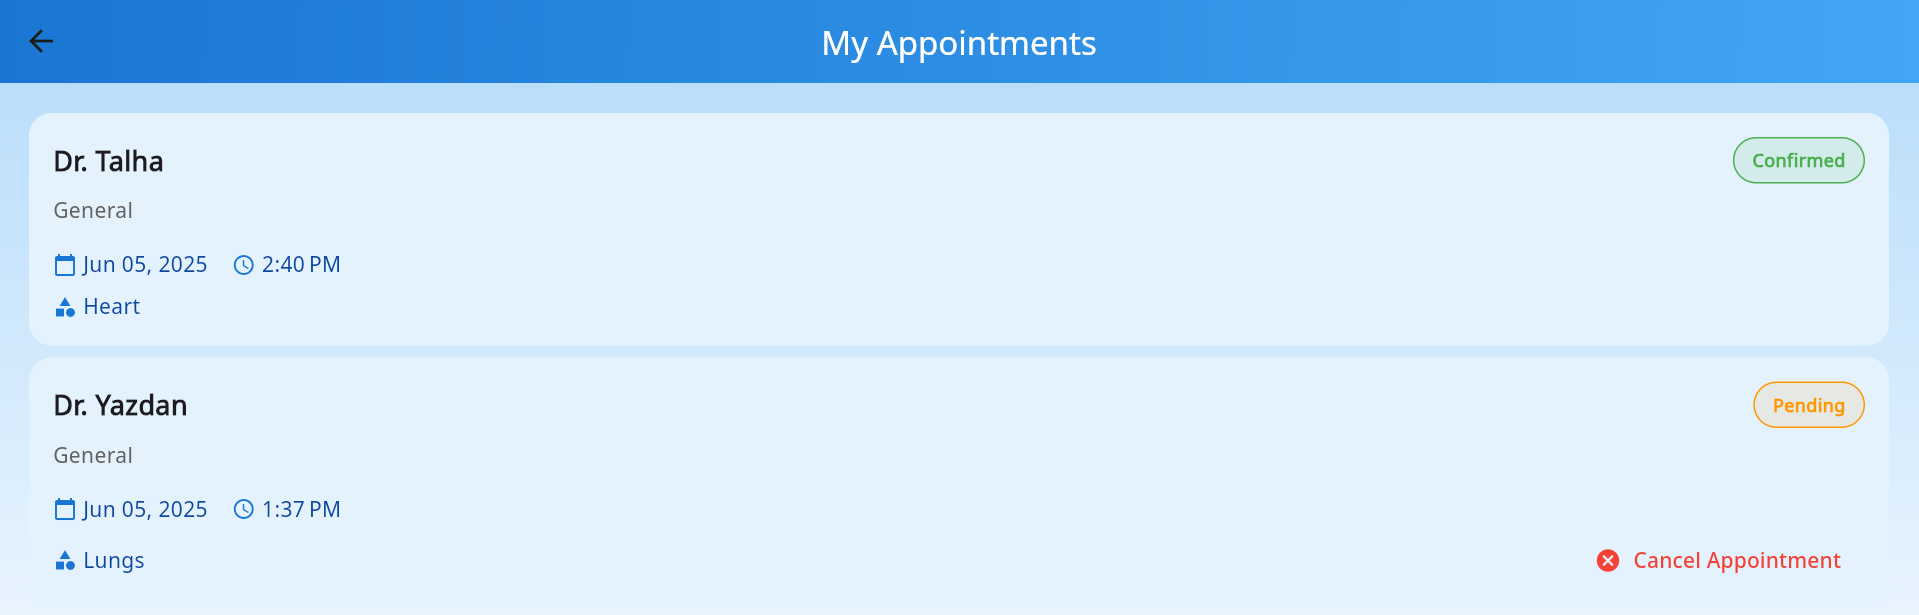 My Appointments
Dr. Talha
Confirmed
General
Jun 05, 2025 2:40 PM
Heart
Dr. Yazdan
Pending
General
Jun 05, 2025 1:37 PM
Lungs
Cancel Appointment